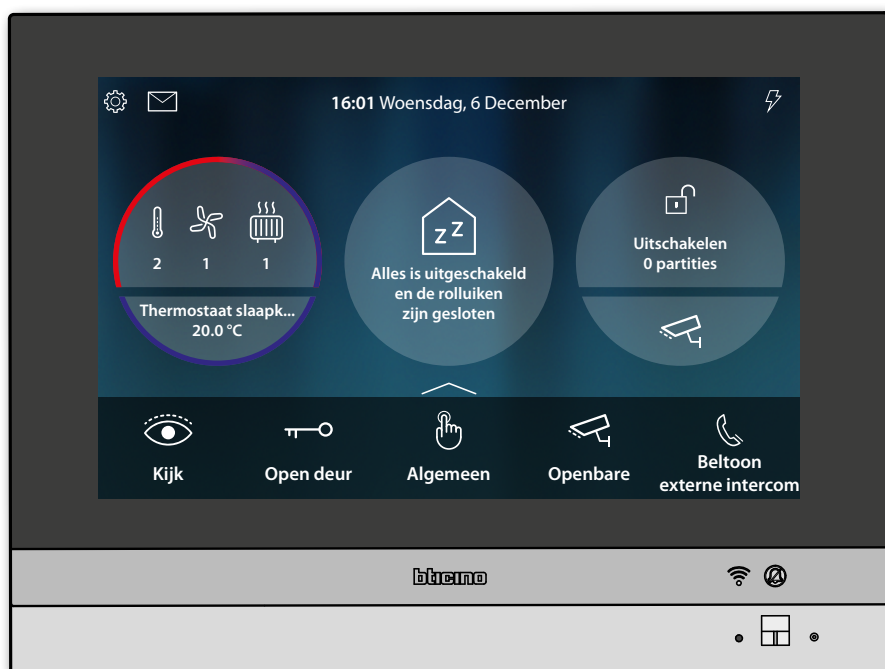 16:01 Woensdag, 6 December
2 1 1
Thermostaat slaapk...
20.0 °C
z Z
Alles is uitgeschakeld
en de rolluiken
zijn gesloten
Uitschakelen
0 partities
Kijk
Open deur
Algemeen
Openbare
Beltoon
externe intercom
bticino